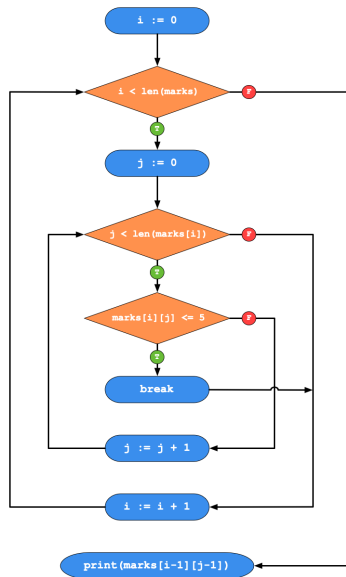 i := 0
i < len(marks)
F
T
j := 0
j < len(marks[i])
F
T
marks[i][j] <= 5
F
T
break
j := j + 1
i := i + 1
print(marks[i-1][j-1])